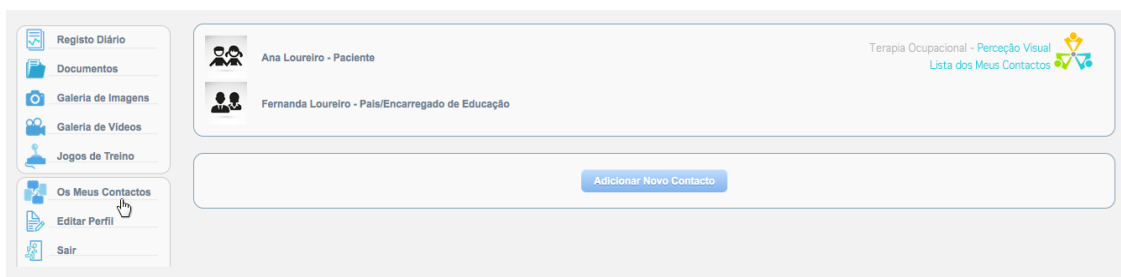 Registo Diário
Documentos
Galeria de Imagens
Galeria de Vídeos
Jogos de Treino
Os Meus Contactos
Editar Perfil
Sair
Ana Loureiro - Paciente
Fernanda Loureiro - Pais/Encarregado de Educação
Terapia Ocupacional - Perceção Visual
Lista dos Meus Contactos
Adicionar Novo Contacto